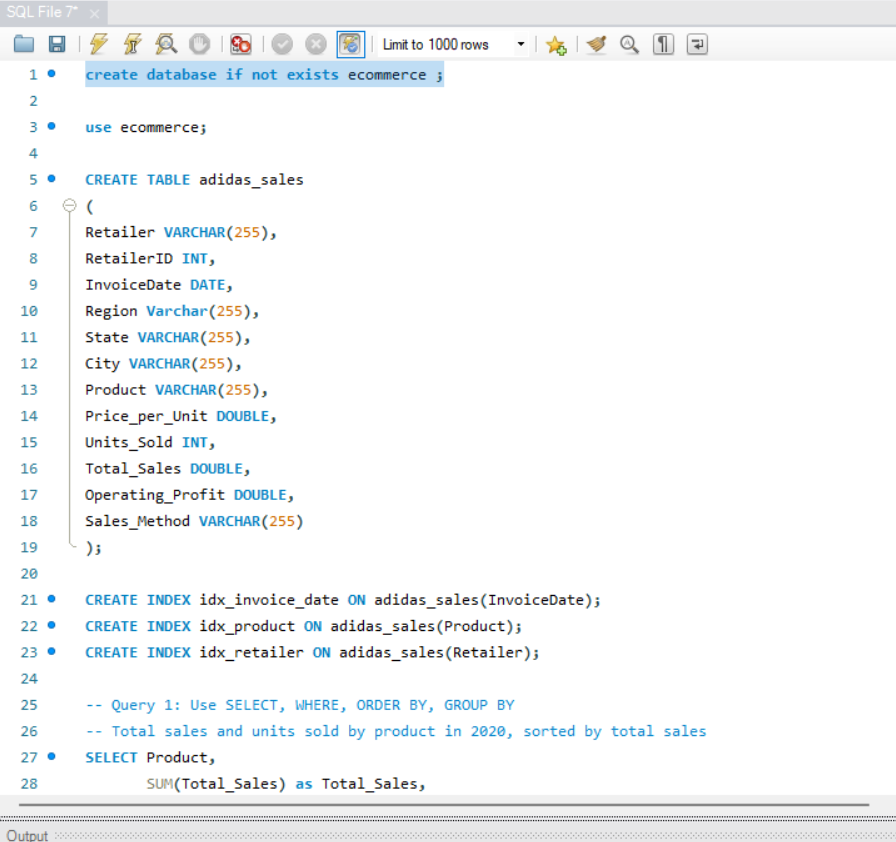 SQL File 7*
Limit to 1000 rows
1 create database if not exists ecommerce ;
2
3 use ecommerce;
4
5 CREATE TABLE adidas_sales
6 (
7 Retailer VARCHAR(255),
8 RetailerID INT,
9 InvoiceDate DATE,
10 Region Varchar(255),
11 State VARCHAR(255),
12 City VARCHAR(255),
13 Product VARCHAR(255),
14 Price_per_Unit DOUBLE,
15 Units_Sold INT,
16 Total_Sales DOUBLE,
17 Operating_Profit DOUBLE,
18 Sales_Method VARCHAR(255)
19 );
20
21 CREATE INDEX idx_invoice_date ON adidas_sales(InvoiceDate);
22 CREATE INDEX idx_product ON adidas_sales(Product);
23 CREATE INDEX idx_retailer ON adidas_sales(Retailer);
24
25 -- Query 1: Use SELECT, WHERE, ORDER BY, GROUP BY
26 -- Total sales and units sold by product in 2020, sorted by total sales
27 SELECT Product,
28 SUM(Total_Sales) as Total_Sales,
Output